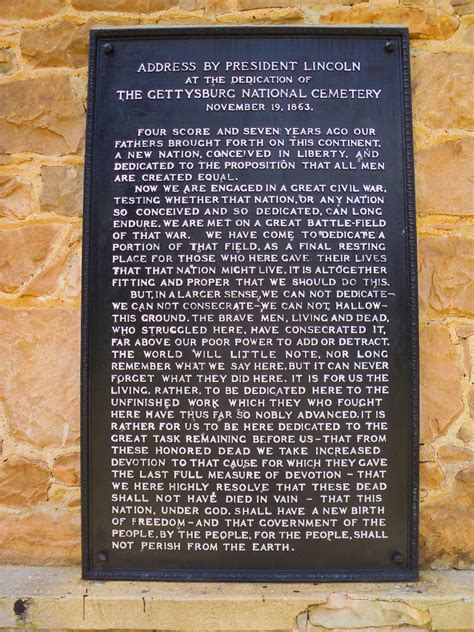 ADDRESS BY PRESIDENT LINCOLN
AT THE DEDICATION OF
THE GETTYSBURG NATIONAL CEMETERY
NOVEMBER 19, 1863.
FOUR SCORE AND SEVEN YEARS AGO OUR
FATHERS BROUGHT FORTH ON THIS CONTINENT,
A NEW NATION, CONCEIVED IN LIBERTY, AND
DEDICATED TO THE PROPOSITION THAT ALL MEN
ARE CREATED EQUAL.
NOW WE ARE ENGAGED IN A GREAT CIVIL WAR,
TESTING WHETHER THAT NATION, OR ANY NATION
SO CONCEIVED AND SO DEDICATED, CAN LONG
ENDURE. WE ARE MET ON A GREAT BATTLE-FIELD
OF THAT WAR. WE HAVE COME TO DEDICATE A
PORTION OF THAT FIELD, AS A FINAL RESTING
PLACE FOR THOSE WHO HERE GAVE THEIR LIVES
THAT THAT NATION MIGHT LIVE. IT IS ALTOGETHER
FITTING AND PROPER THAT WE SHOULD DO THIS.
BUT, IN A LARGER SENSE, WE CAN NOT DEDICATE-
WE CAN NOT CONSECRATE-WE CAN NOT HALLOW-
THIS GROUND. THE BRAVE MEN, LIVING AND DEAD,
WHO STRUGGLED HERE, HAVE CONSECRATED IT,
FAR ABOVE OUR POOR POWER TO ADD OR DETRACT.
THE WORLD WILL LITTLE NOTE, NOR LONG
REMEMBER WHAT WE SAY HERE, BUT IT CAN NEVER
FORGET WHAT THEY DID HERE. IT IS FOR US THE
LIVING, RATHER, TO BE DEDICATED HERE TO THE
UNFINISHED WORK WHICH THEY WHO FOUGHT
HERE HAVE THUS FAR SO NOBLY ADVANCED. IT IS
RATHER FOR US TO BE HERE DEDICATED TO THE
GREAT TASK REMAINING BEFORE US-THAT FROM
THESE HONORED DEAD WE TAKE INCREASED
DEVOTION TO THAT CAUSE FOR WHICH THEY GAVE
THE LAST FULL MEASURE OF DEVOTION - THAT
WE HERE HIGHLY RESOLVE THAT THESE DEAD
SHALL NOT HAVE DIED IN VAIN - THAT THIS
NATION, UNDER GOD, SHALL HAVE A NEW BIRTH
OF FREEDOM-AND THAT GOVERNMENT OF THE
PEOPLE, BY THE PEOPLE, FOR THE PEOPLE, SHALL
NOT PERISH FROM THE EARTH.